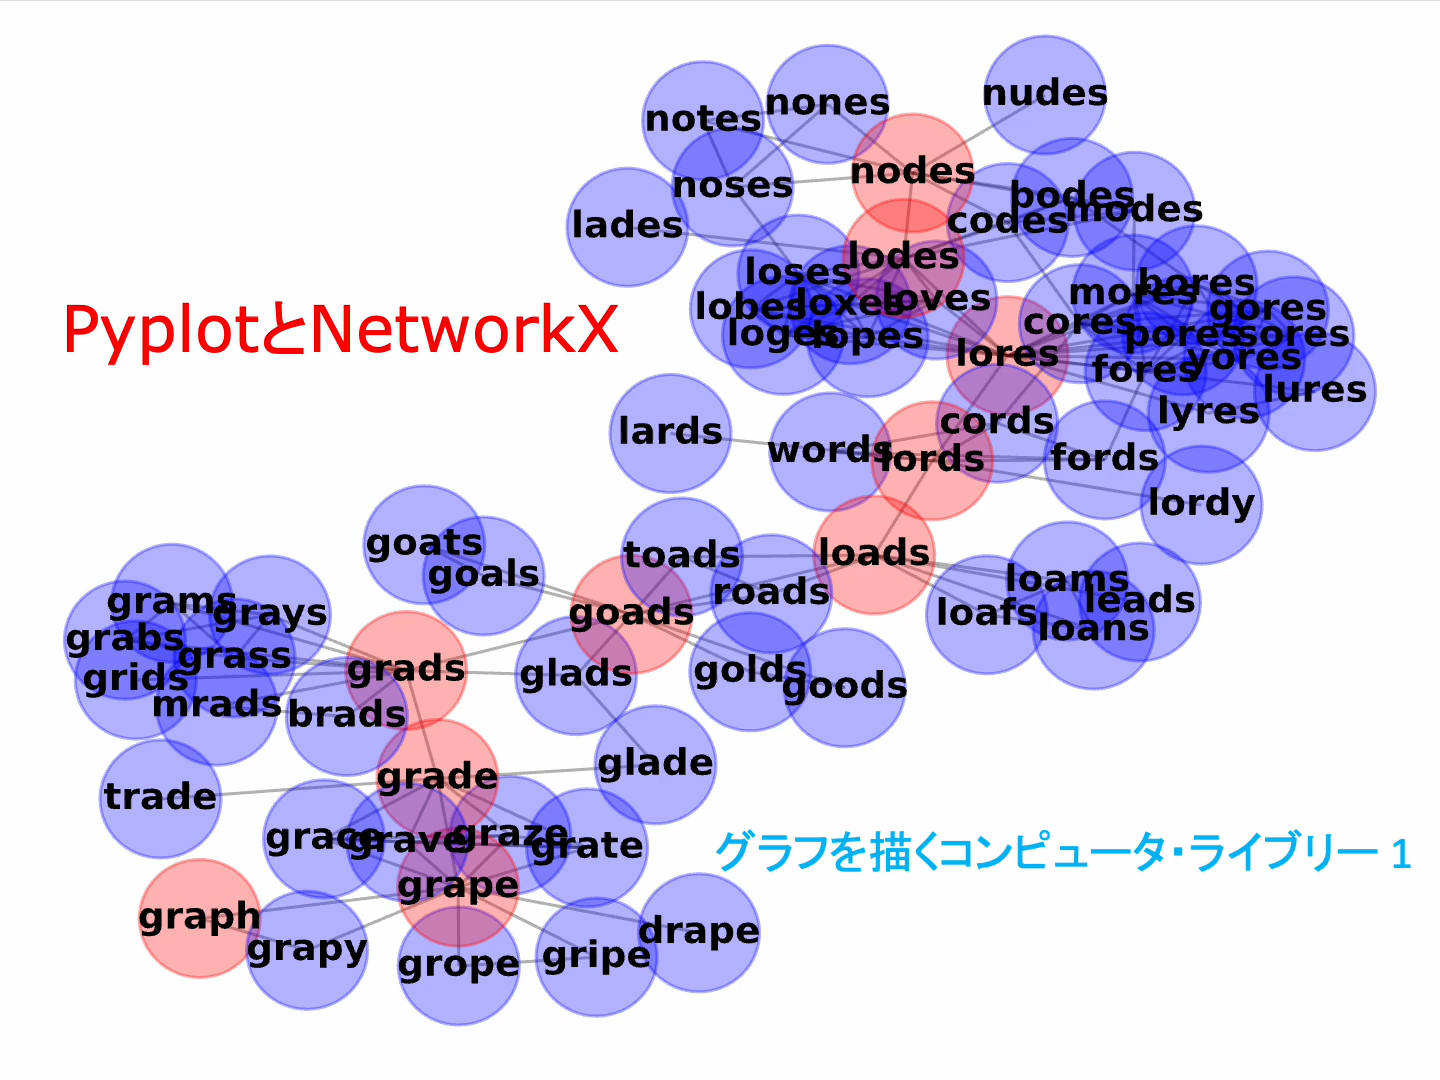 nudes
nones
notes
nodes
noses
bodes
modes
codes
lades
lodes
loses
bores
mores
loves
loxes
lobes
gores
cores
PyplotとNetworkX
loges
lopes
pores
sores
lores
yores
fores
lures
lyres
cords
lards
words
lords
fords
lordy
goats
toads
loads
goals
loams
roads
grams
leads
goads
grays
loafs
loans
grabs
grass
grads
golds
glads
grids
goods
mrads
brads
glade
grade
trade
graze
grace
grave
grate
グラフを描くコンピュータ・ライブリー 1
grape
graph
drape
grapy
gripe
grope